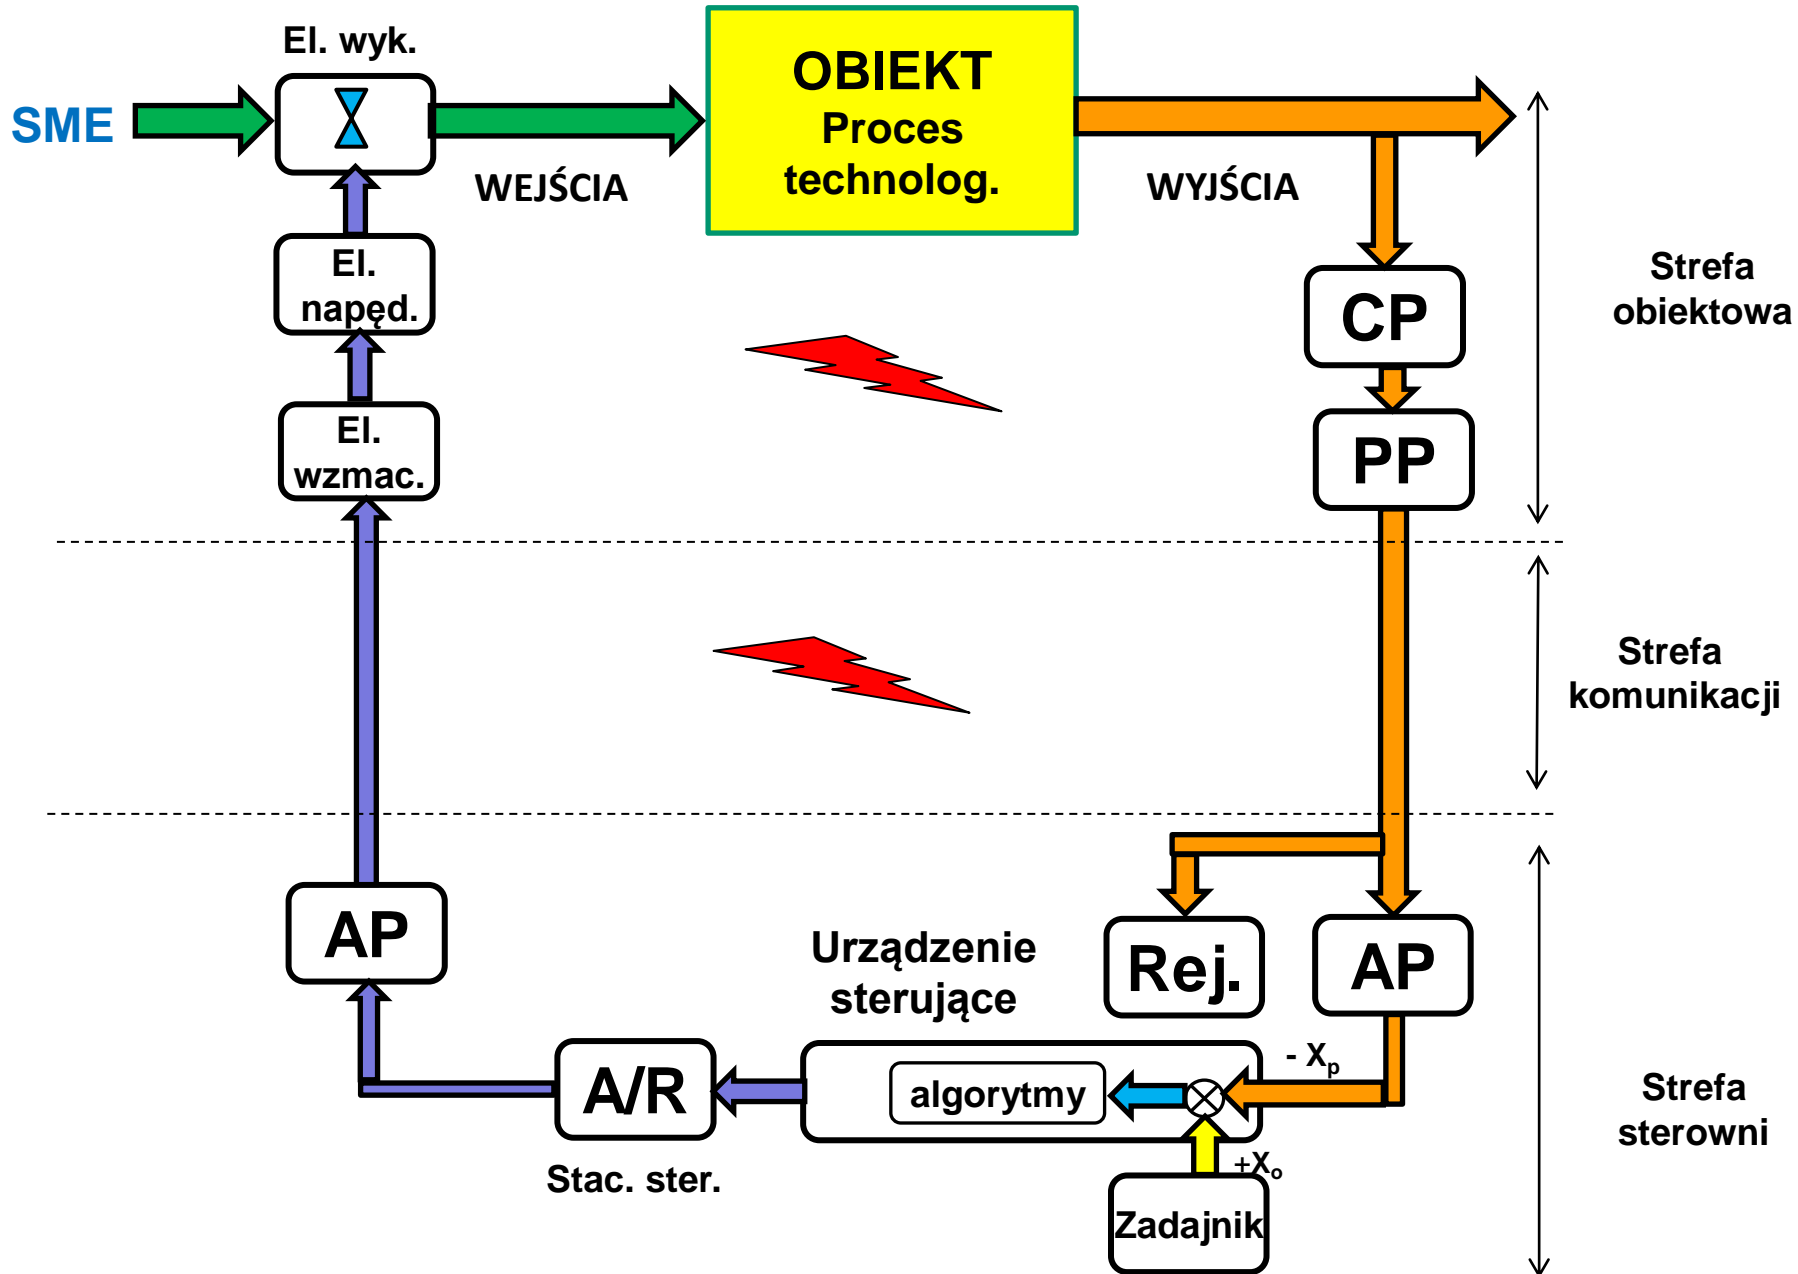 El. wyk.
SME
OBIEKT
Proces
technolog.
WEJŚCIA
WYJŚCIA
El.
napęd.
CP
Strefa
obiektowa
El.
wzmac.
PP
Strefa
komunikacji
AP
Urządzenie
sterujące
Rej.
AP
A/R
algorytmy
- Xp
Strefa
sterowni
Stac. ster.
+Xo
Zadajnik